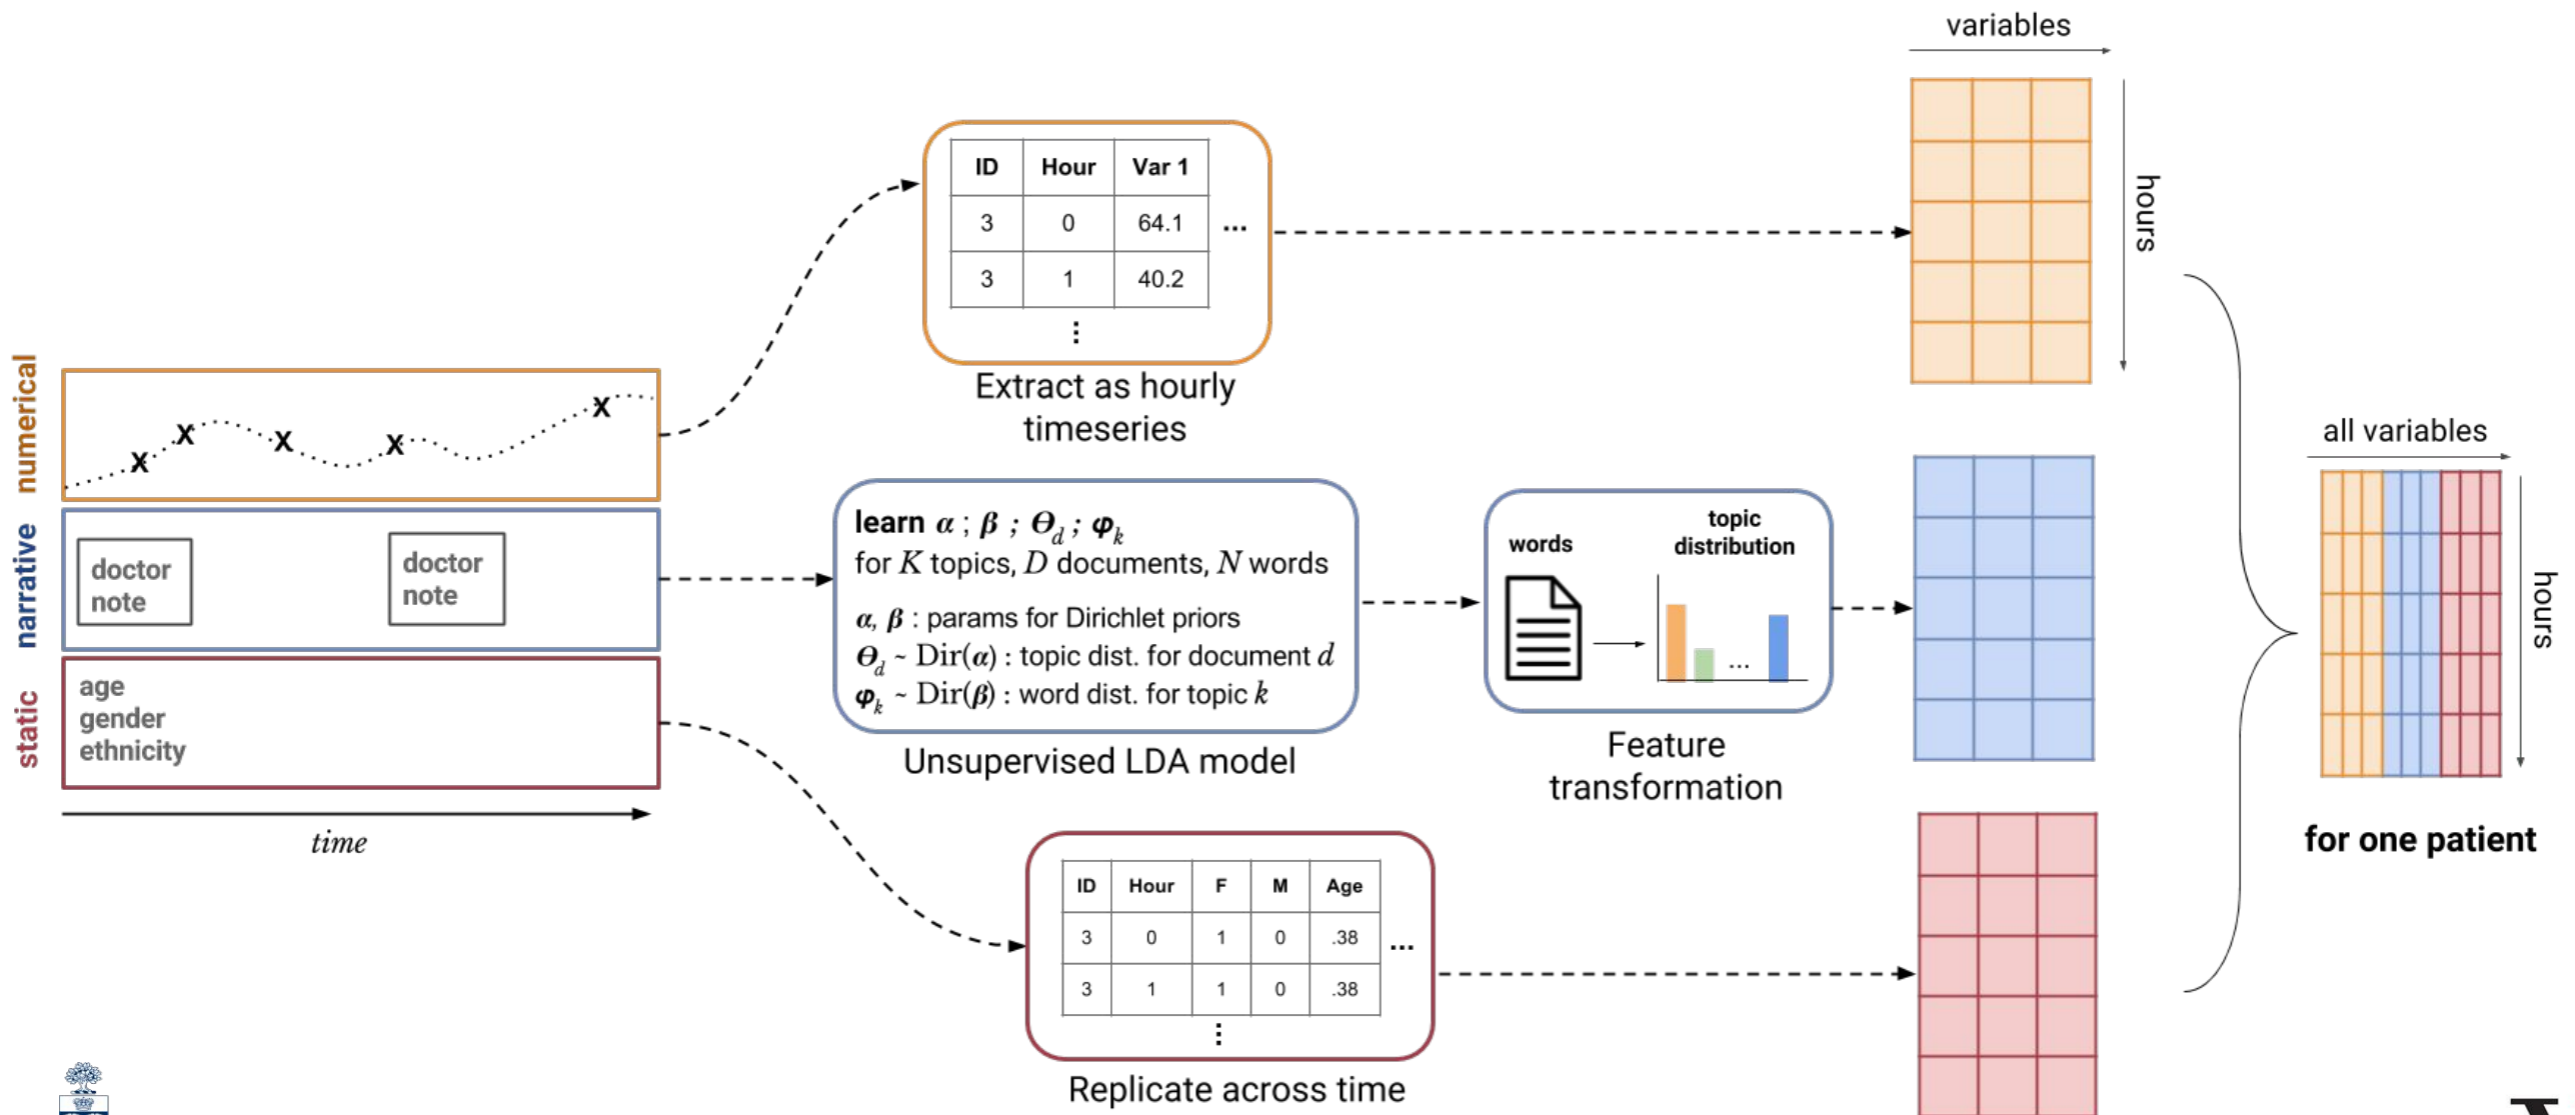 variables
hours
ID Hour Var 1
3 0 64.1 ...
3 1 40.2
⋮
Extract as hourly
timeseries
numerical
X X X X X
narrative
doctor
note
doctor
note
static
age
gender
ethnicity
time
learn α ; β ; Θd ; φk
for K topics, D documents, N words
α, β : params for Dirichlet priors
Θd ~ Dir(α) : topic dist. for document d
φk ~ Dir(β) : word dist. for topic k
Unsupervised LDA model
words
topic
distribution
...
Feature
transformation
ID Hour F M Age
3 0 1 0 .38 ...
3 1 1 0 .38
⋮
Replicate across time
all variables
hours
for one patient